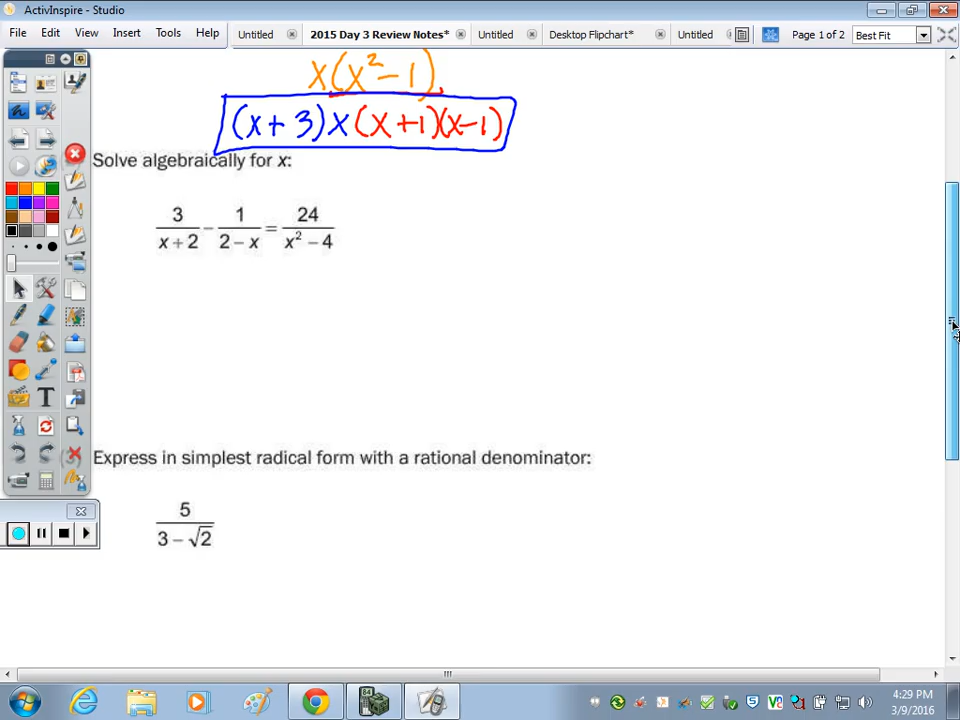 ActivInspire - Studio
File Edit View Insert Tools Help Untitled 2015 Day 3 Review Notes* Untitled Desktop Flipchart* Untitled Page 1 of 2 Best Fit
x(x² - 1)
(x + 3) x (x + 1)(x - 1)
Solve algebraically for x:
3/(x + 2) - 1/(2 - x) = 24/(x² - 4)
Express in simplest radical form with a rational denominator:
5/(3 - √2)
4:29 PM
3/9/2016